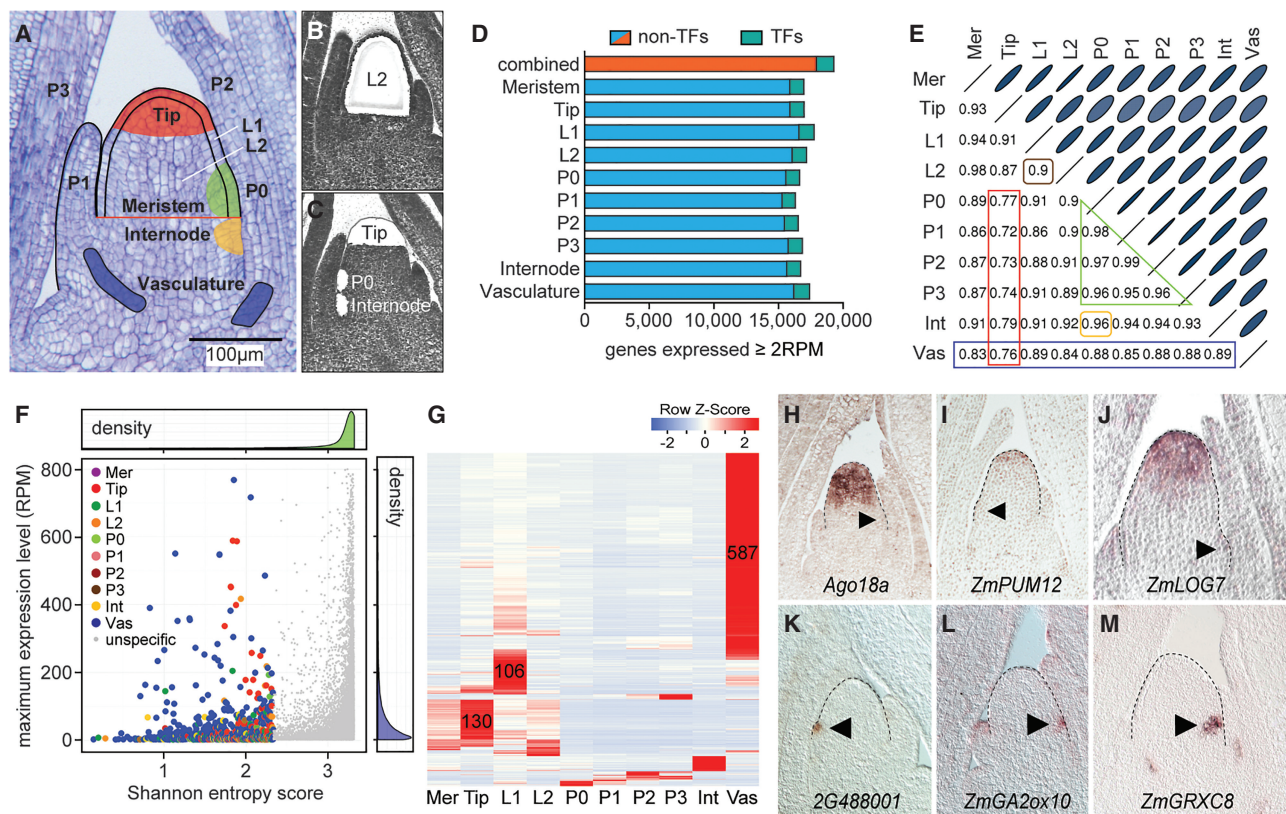 A
P3
P2
Tip
L1
L2
P1
P0
Meristem
Internode
Vasculature
100µm
B
L2
C
Tip
P0
Internode
D
non-TFs TFs
combined
Meristem
Tip
L1
L2
P0
P1
P2
P3
Internode
Vasculature
0 5,000 10,000 15,000 20,000
genes expressed ≥ 2RPM
E
Mer Tip L1 L2 P0 P1 P2 P3 Int Vas
Mer
Tip 0.93
L1 0.94 0.91
L2 0.98 0.87 0.9
P0 0.89 0.77 0.91 0.9
P1 0.86 0.72 0.86 0.9 0.98
P2 0.87 0.73 0.88 0.91 0.97 0.99
P3 0.87 0.74 0.91 0.89 0.96 0.95 0.96
Int 0.91 0.79 0.91 0.92 0.96 0.94 0.94 0.93
Vas 0.83 0.76 0.89 0.84 0.88 0.85 0.88 0.88 0.89
F
density
maximum expression level (RPM)
800
600
400
200
0
Mer
Tip
L1
L2
P0
P1
P2
P3
Int
Vas
unspecific
density
1 2 3
Shannon entropy score
G
Row Z-Score
-2 0 2
587
106
130
Mer Tip L1 L2 P0 P1 P2 P3 Int Vas
H
Ago18a
I
ZmPUM12
J
ZmLOG7
K
2G488001
L
ZmGA2ox10
M
ZmGRXC8